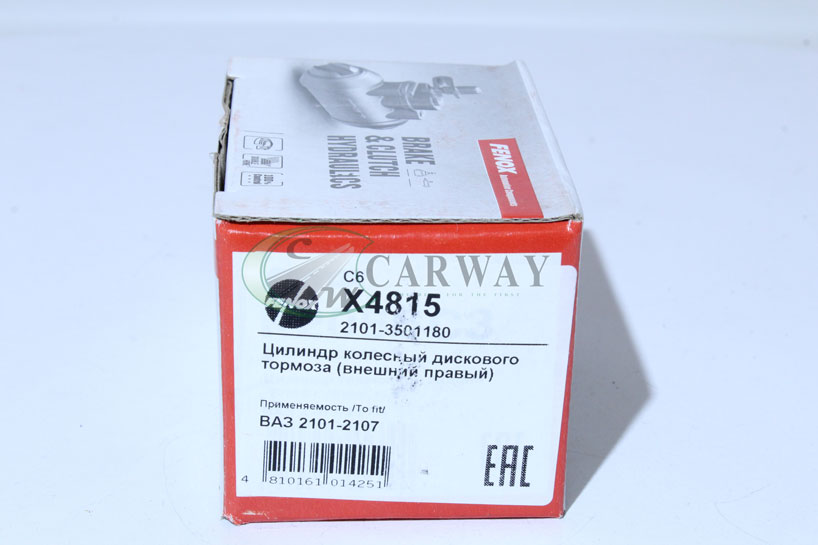 BRAKE
& CLUTCH
HYDRAULICS
FENOX
CARWAY
C6
FENOX
X4815
2101-3501180
Цилиндр колесный дискового
тормоза (внешний правый)
Применяемость /To fit/
ВАЗ 2101-2107
4 810161 014251
EAC